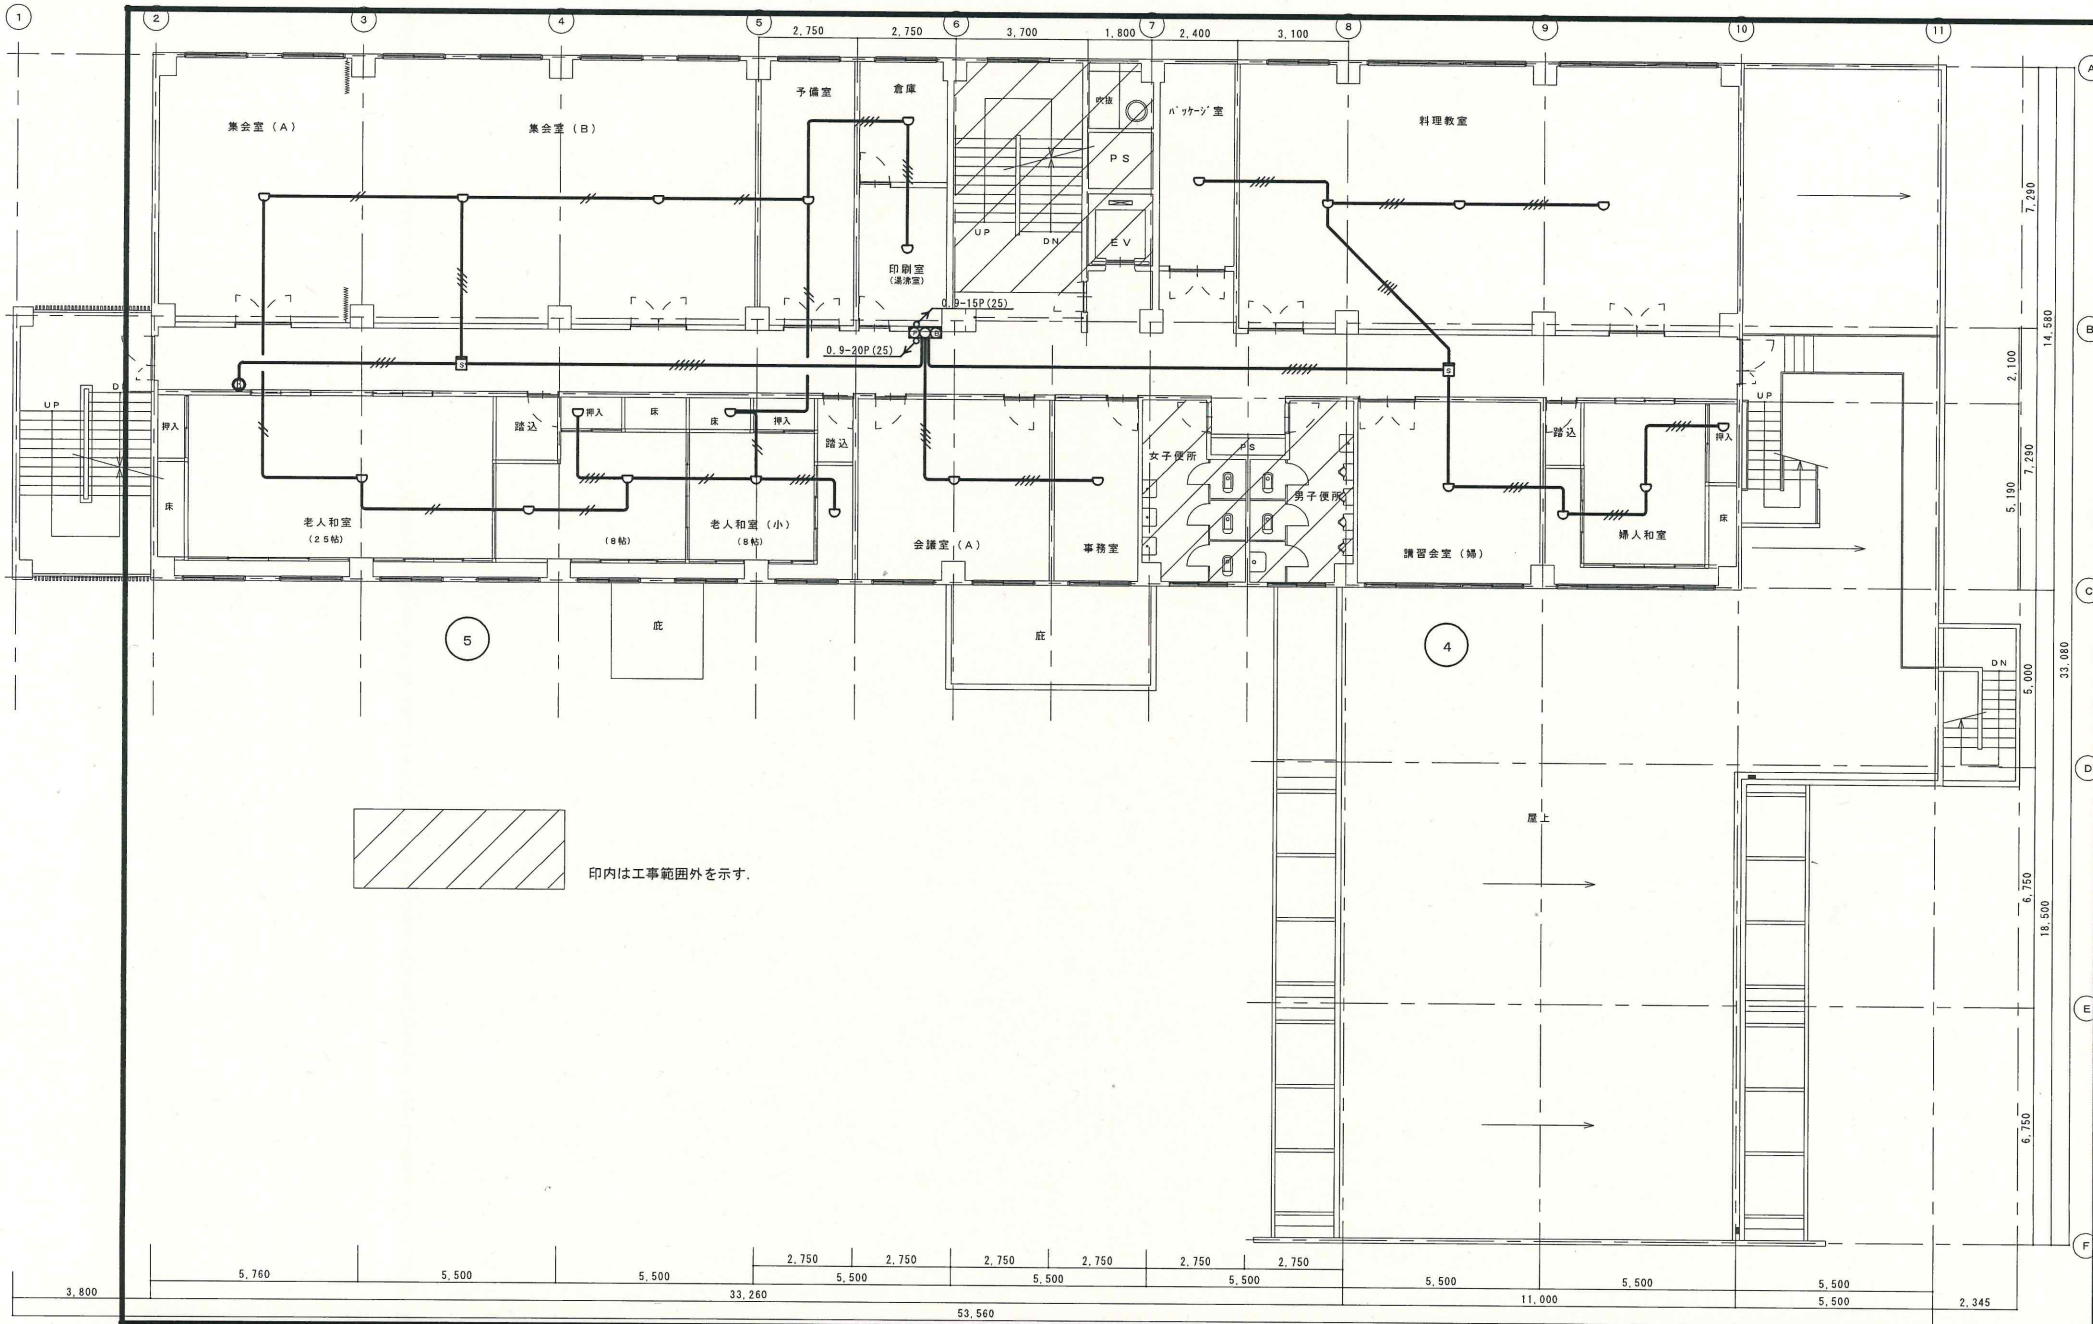 1 2 3 4 5 6 7 8 9 10 11
2,750 2,750 3,700 1,800 2,400 3,100
A
予備室 倉庫 吹抜 パッケージ室
集会室 (A) 集会室 (B) 料理教室
PS
7,290
UP DN EV
印刷室
(湯沸室)
0.9-15P(25)
14,580
B
0.9-20P(25)
S S
2,100
DN
UP UP
押入 踏込 押入 床 床 押入 踏込 踏込 押入
女子便所 PS 男子便所
7,290
5,190
床 床
老人和室
(25帖)
(8帖)
老人和室 (小)
(8帖)
会議室 (A) 事務室 講習会室 (婦) 婦人和室
C
庇 庇
5 4
DN
5,000
33,080
D
屋上
印内は工事範囲外を示す.
6,750
18,500
E
6,750
F
2,750 2,750 2,750 2,750 2,750 2,750
5,760 5,500 5,500 5,500 5,500 5,500 5,500 5,500 5,500
3,800 33,260 11,000 5,500 2,345
53,560